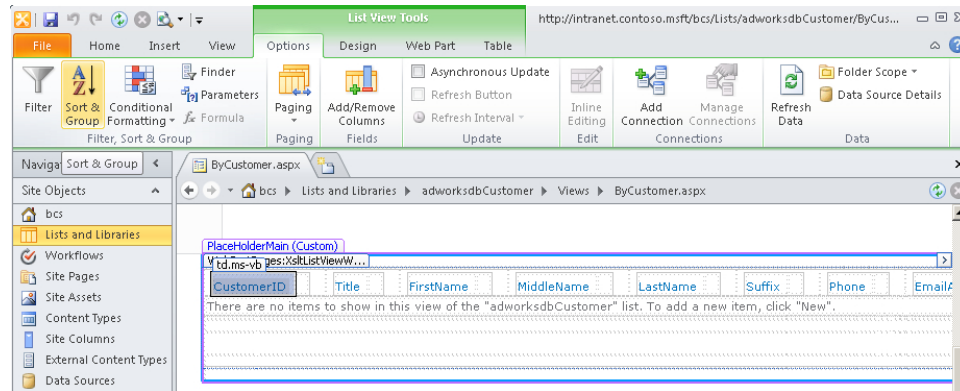 List View Tools
http://intranet.contoso.msft/bcs/Lists/adworksdbCustomer/ByCus...
File Home Insert View Options Design Web Part Table
Filter
Sort & Group
Conditional Formatting
Finder
Parameters
Formula
Filter, Sort & Group
Paging
Paging
Add/Remove Columns
Fields
Asynchronous Update
Refresh Button
Refresh Interval
Update
Inline Editing
Edit
Add Connection
Manage Connections
Connections
Refresh Data
Folder Scope
Data Source Details
Data
Naviga
Sort & Group
ByCustomer.aspx
Site Objects
bcs Lists and Libraries adworksdbCustomer Views ByCustomer.aspx
bcs
Lists and Libraries
Workflows
Site Pages
Site Assets
Content Types
Site Columns
External Content Types
Data Sources
PlaceHolderMain (Custom)
ges:XsltListViewW...
td.ms-vb
CustomerID Title FirstName MiddleName LastName Suffix Phone EmailA
There are no items to show in this view of the "adworksdbCustomer" list. To add a new item, click "New".